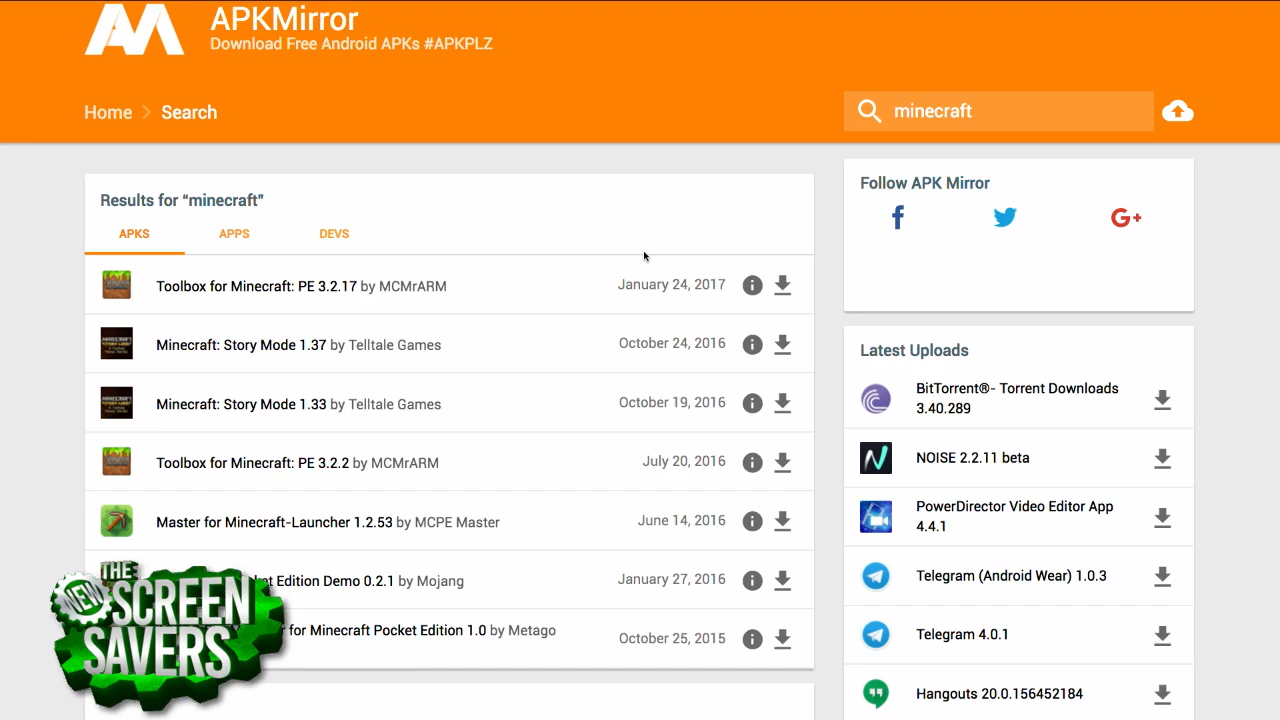 APKMirror
Download Free Android APKs #APKPLZ
Home
Search
minecraft
Results for “minecraft”
APKS
APPS
DEVS
Toolbox for Minecraft: PE 3.2.17 by MCMrARM
January 24, 2017
Minecraft: Story Mode 1.37 by Telltale Games
October 24, 2016
Minecraft: Story Mode 1.33 by Telltale Games
October 19, 2016
Toolbox for Minecraft: PE 3.2.2 by MCMrARM
July 20, 2016
Master for Minecraft-Launcher 1.2.53 by MCPE Master
June 14, 2016
Edition Demo 0.2.1 by Mojang
January 27, 2016
for Minecraft Pocket Edition 1.0 by Metago
October 25, 2015
Follow APK Mirror
G+
Latest Uploads
BitTorrent®- Torrent Downloads
3.40.289
NOISE 2.2.11 beta
PowerDirector Video Editor App
4.4.1
Telegram (Android Wear) 1.0.3
Telegram 4.0.1
Hangouts 20.0.156452184
THE
NEW
SCREEN
SAVERS